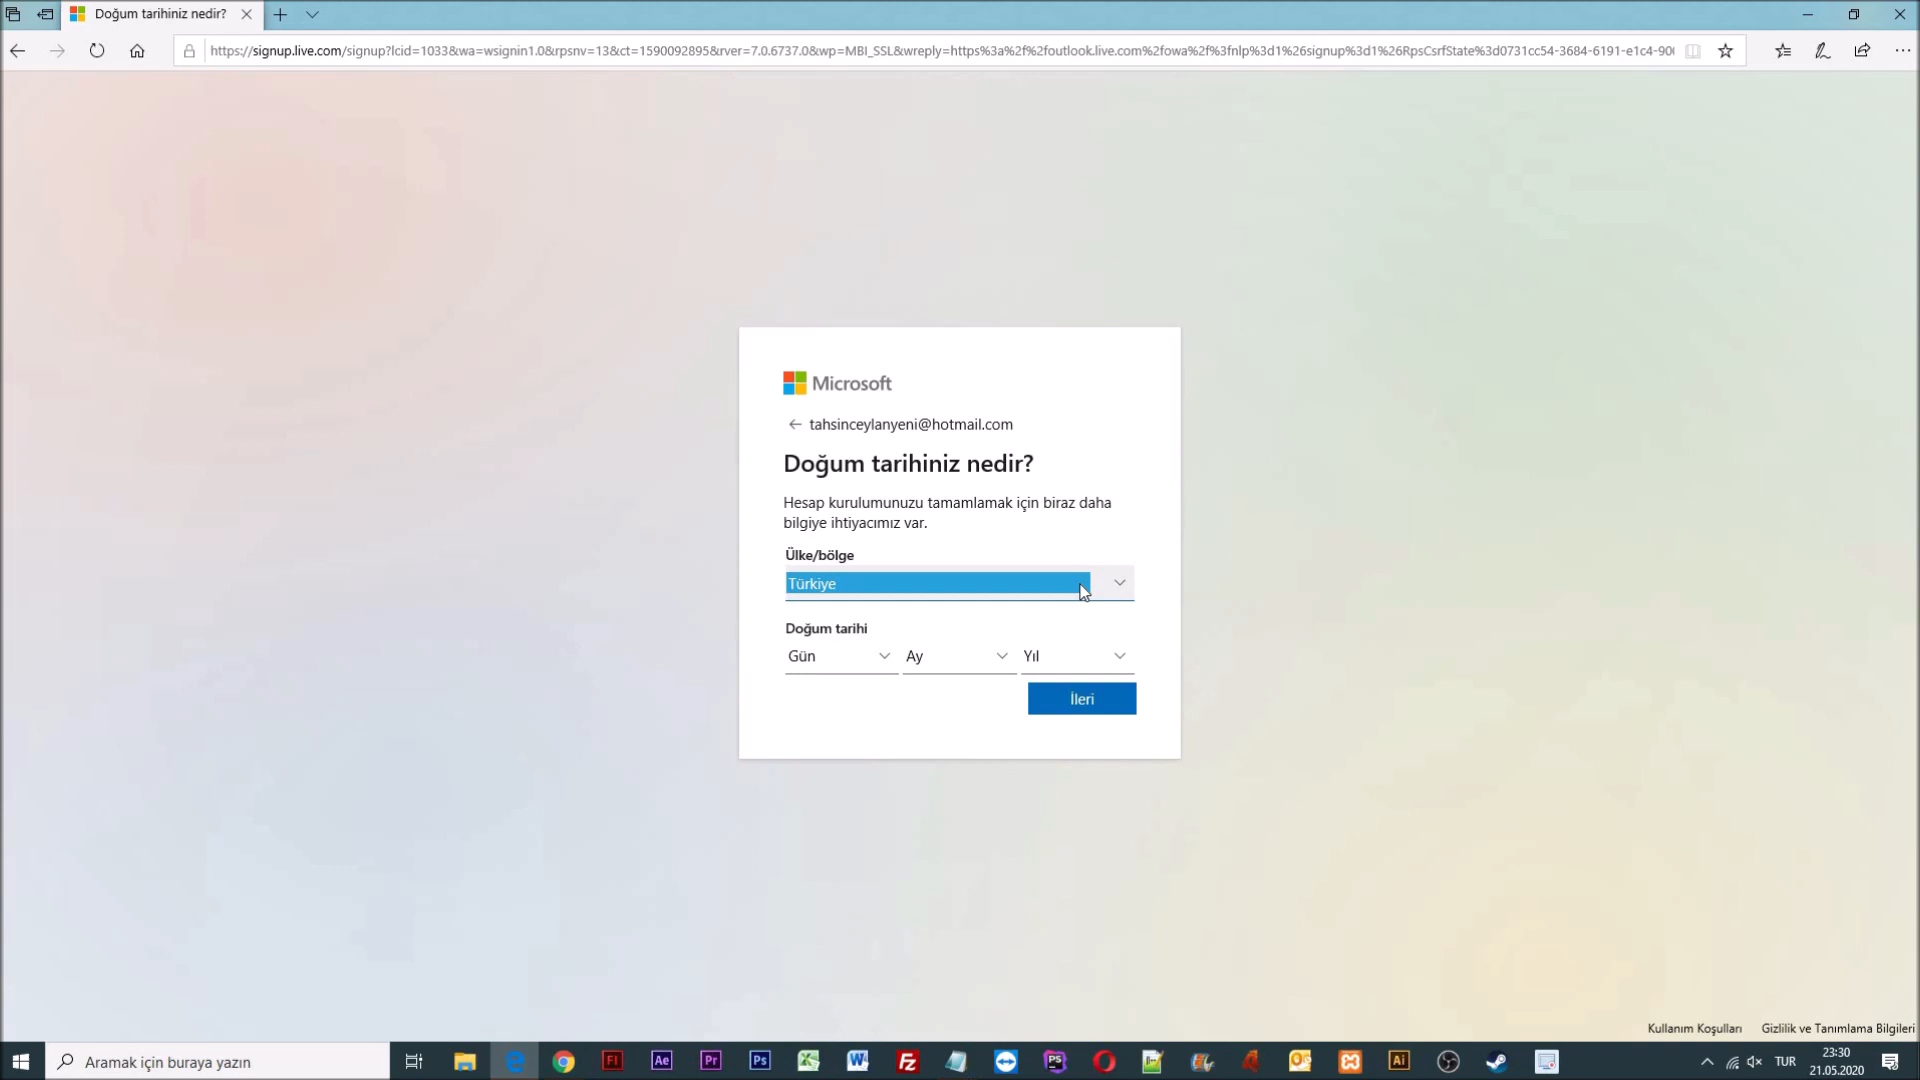 Doğum tarihiniz nedir?
https://signup.live.com/signup?lcid=1033&wa=wsignin1.0&rpsnv=13&ct=1590092895&rver=7.0.6737.0&wp=MBI_SSL&wreply=https%3a%2f%2foutlook.live.com%2fowa%2f%3fnlp%3d1%26signup%3d1%26RpsCsrfState%3d0731cc54-3684-6191-e1c4-90
Microsoft
tahsinceylanyeni@hotmail.com
Doğum tarihiniz nedir?
Hesap kurulumunuzu tamamlamak için biraz daha
bilgiye ihtiyacımız var.
Ülke/bölge
Türkiye
Doğum tarihi
Gün Ay Yıl
İleri
Kullanım Koşulları Gizlilik ve Tanımlama Bilgileri
Aramak için buraya yazın
Fl Ae Pr Ps Fz PS Ai
TUR
23:30
21.05.2020